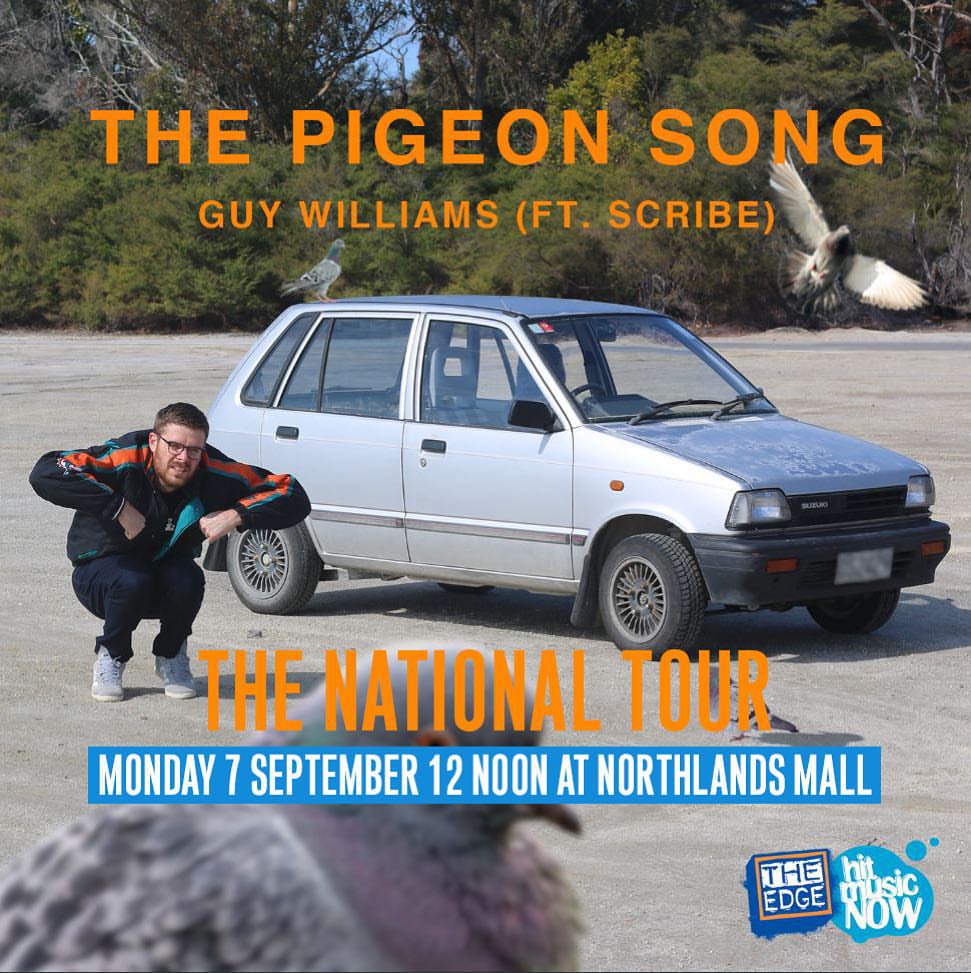 THE PIGEON SONG
GUY WILLIAMS (FT. SCRIBE)
SUZUKI
THE NATIONAL TOUR
MONDAY 7 SEPTEMBER 12 NOON AT NORTHLANDS MALL
THE
EDGE
hit
music
NOW